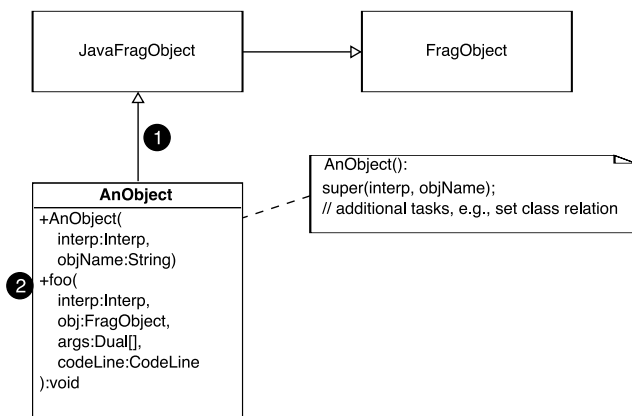 JavaFragObject
FragObject
1
AnObject
+AnObject(
interp:Interp,
objName:String)
2
+foo(
interp:Interp,
obj:FragObject,
args:Dual[],
codeLine:CodeLine
):void
AnObject():
super(interp, objName);
// additional tasks, e.g., set class relation